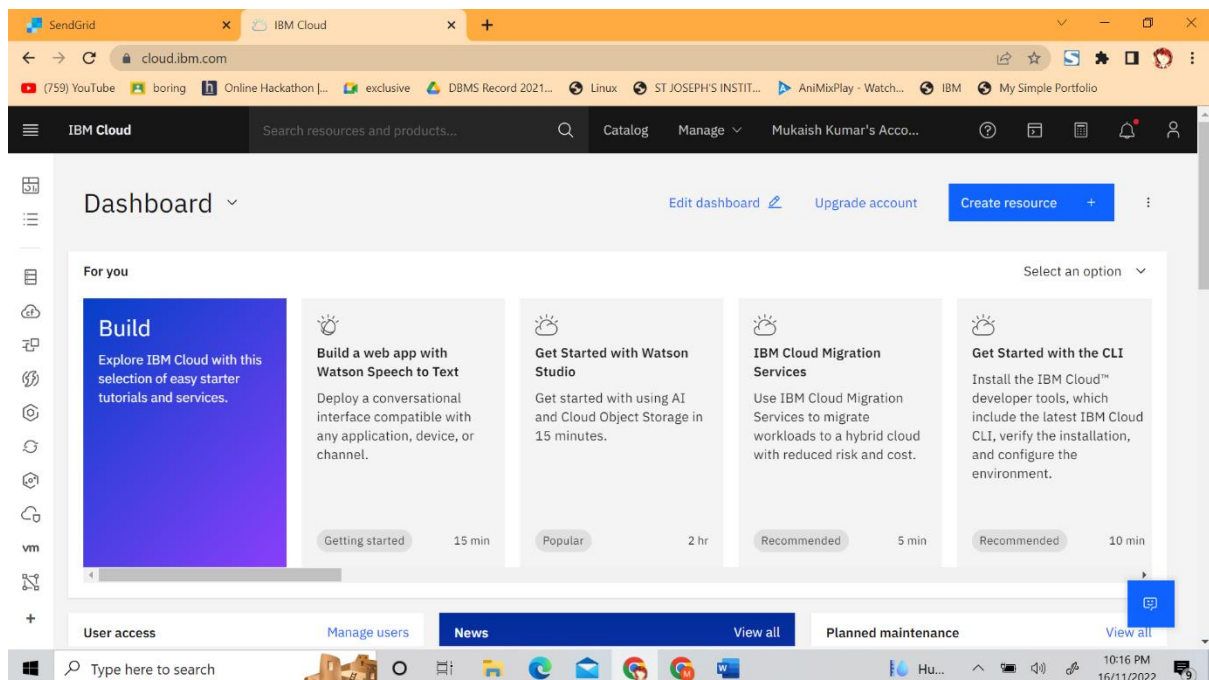 SendGrid
IBM Cloud
cloud.ibm.com
(759) YouTube boring Online Hackathon |... exclusive DBMS Record 2021... Linux ST JOSEPH'S INSTIT... AniMixPlay - Watch... IBM My Simple Portfolio
IBM Cloud Search resources and products... Catalog Manage Mukaish Kumar's Acco...
Dashboard Edit dashboard Upgrade account Create resource +
For you Select an option
Build
Explore IBM Cloud with this
selection of easy starter
tutorials and services.
Build a web app with
Watson Speech to Text
Deploy a conversational
interface compatible with
any application, device, or
channel.
Getting started 15 min
Get Started with Watson
Studio
Get started with using AI
and Cloud Object Storage in
15 minutes.
Popular 2 hr
IBM Cloud Migration
Services
Use IBM Cloud Migration
Services to migrate
workloads to a hybrid cloud
with reduced risk and cost.
Recommended 5 min
Get Started with the CLI
Install the IBM Cloud™
developer tools, which
include the latest IBM Cloud
CLI, verify the installation,
and configure the
environment.
Recommended 10 min
vm
User access Manage users
News View all
Planned maintenance View all
Type here to search
Hu...
10:16 PM
16/11/2022
9